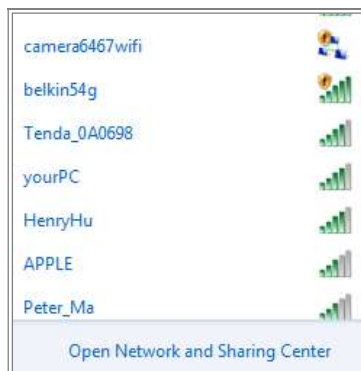 camera6467wifi
belkin54g
Tenda_0A0698
yourPC
HenryHu
APPLE
Peter_Ma
Open Network and Sharing Center